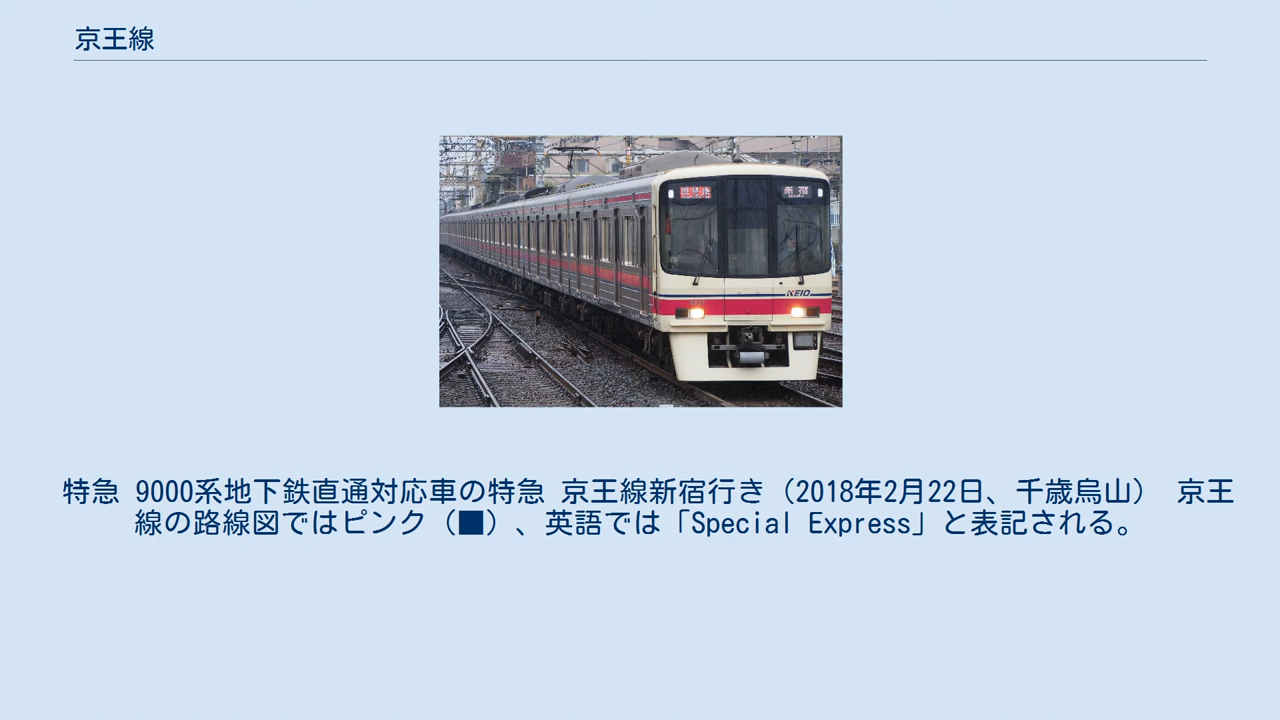 京王線
新宿
KEIO
特急 9000系地下鉄直通対応車の特急 京王線新宿行き（2018年2月22日、千歳烏山） 京王
線の路線図ではピンク（■）、英語では「Special Express」と表記される。